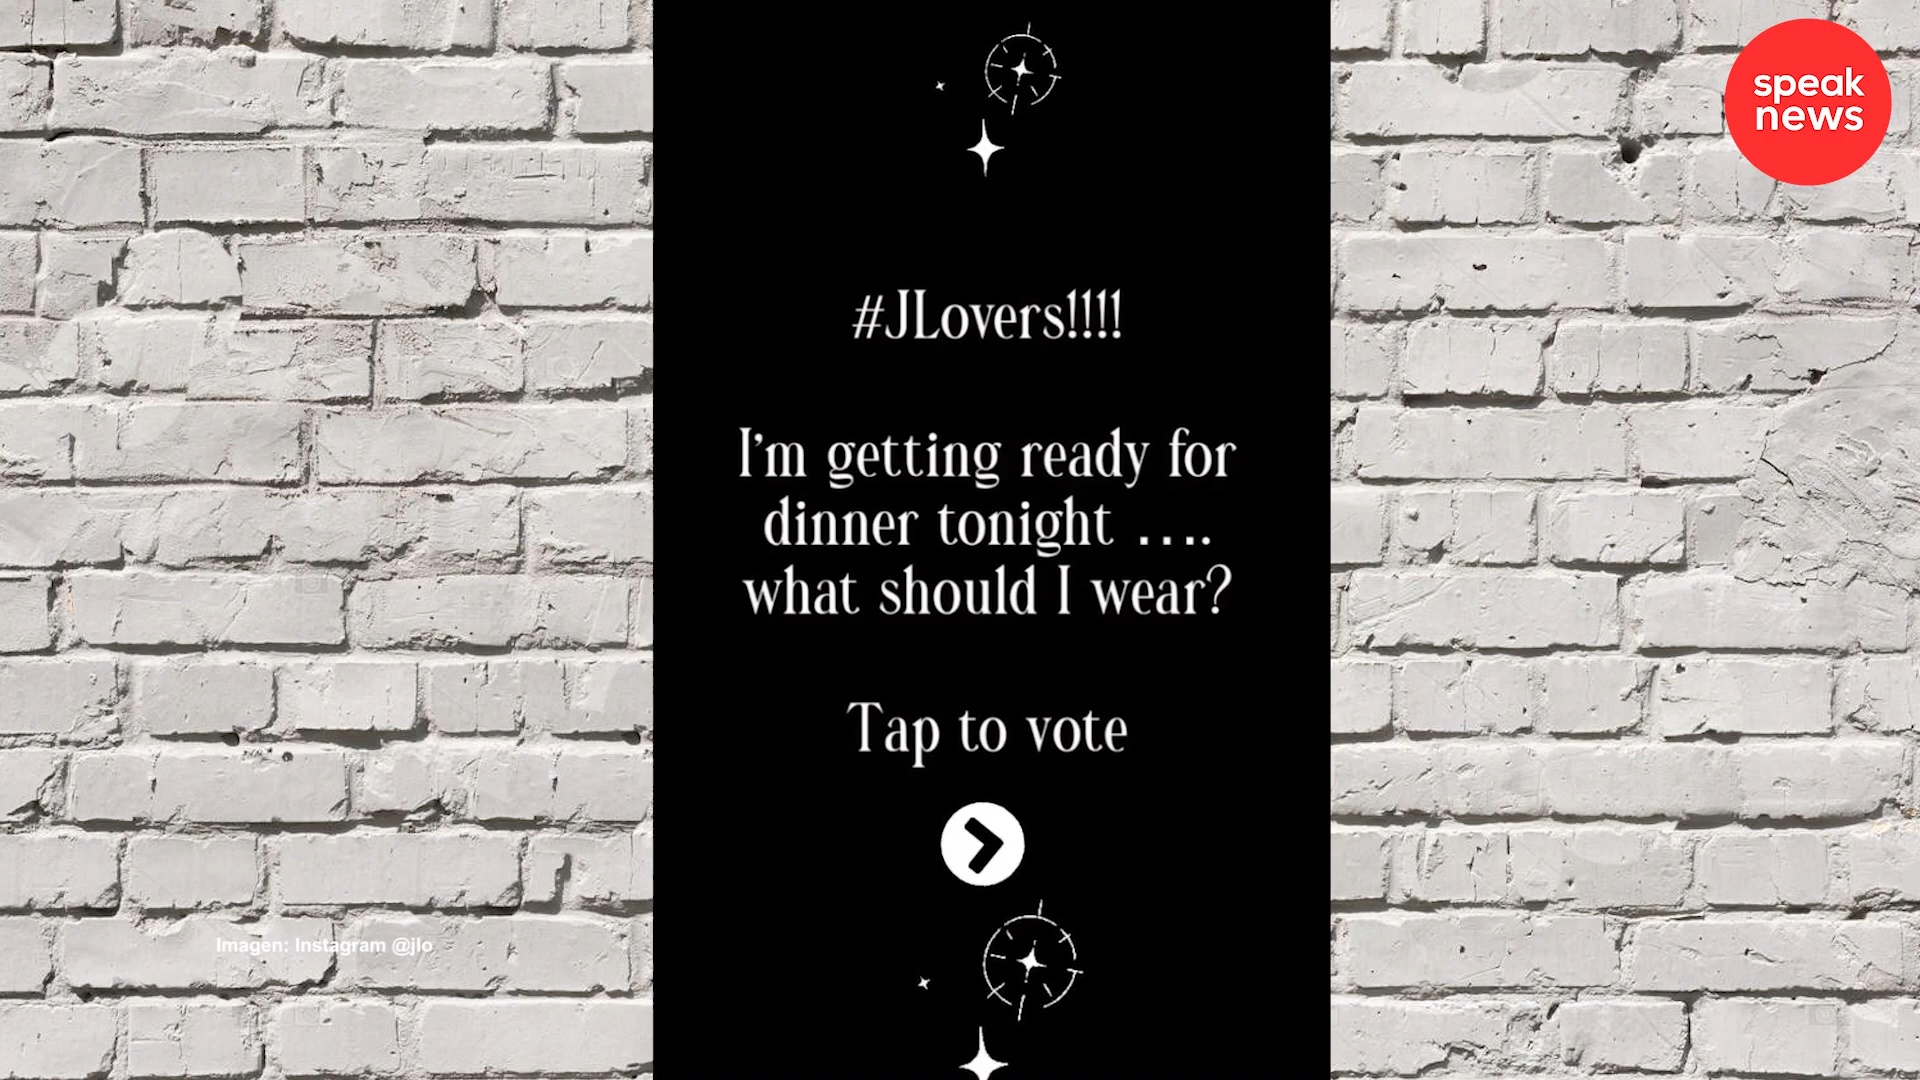 speak
news
#JLovers!!!!
I'm getting ready for
dinner tonight ....
what should I wear?
Tap to vote
Imagen: Instagram @jlo